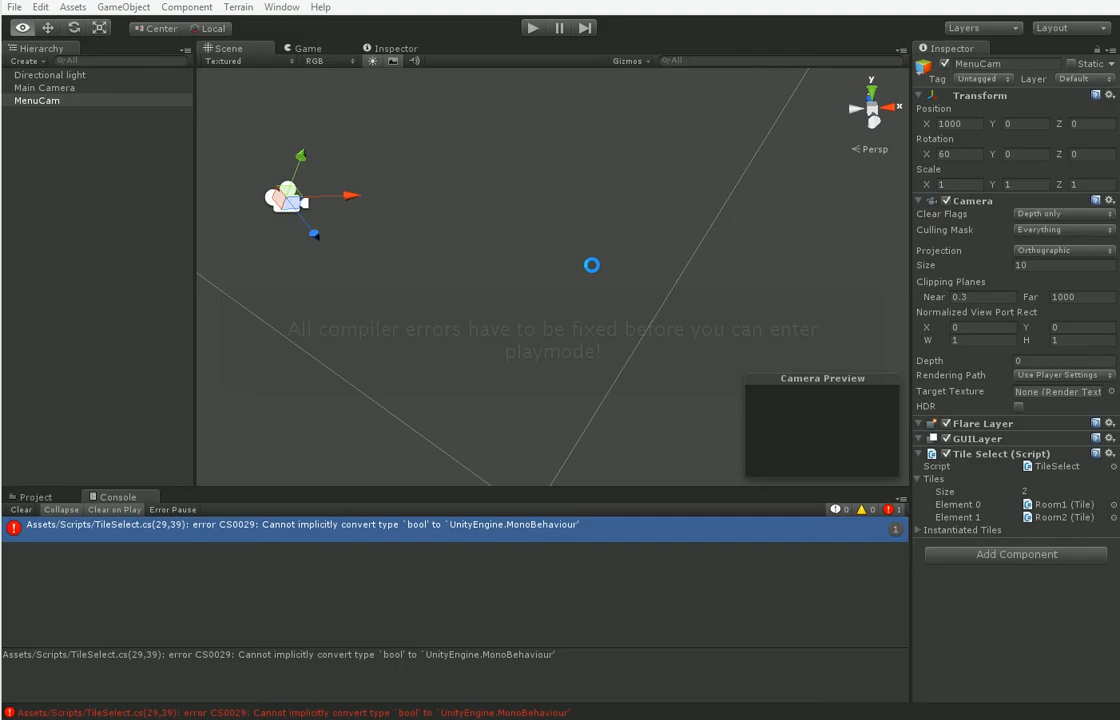 File Edit Assets GameObject Component Terrain Window Help
Center Local Layers Layout
Hierarchy
Create All
Directional light
Main Camera
MenuCam
Scene Game Inspector
Textured RGB Gizmos All
y
x
Persp
All compiler errors have to be fixed before you can enter
playmode!
Camera Preview
Inspector
MenuCam Static
Tag Untagged Layer Default
Transform
Position
X 1000 Y 0 Z 0
Rotation
X 60 Y 0 Z 0
Scale
X 1 Y 1 Z 1
Camera
Clear Flags Depth only
Culling Mask Everything
Projection Orthographic
Size 10
Clipping Planes
Near 0.3 Far 1000
Normalized View Port Rect
X 0 Y 0
W 1 H 1
Depth 0
Rendering Path Use Player Settings
Target Texture None (Render Text
HDR
Flare Layer
GUILayer
Tile Select (Script)
Script TileSelect
Tiles
Size 2
Element 0 Room1 (Tile)
Element 1 Room2 (Tile)
Instantiated Tiles
Add Component
Project Console
Clear Collapse Clear on Play Error Pause 0 0 1
Assets/Scripts/TileSelect.cs(29,39): error CS0029: Cannot implicitly convert type `bool' to `UnityEngine.MonoBehaviour'
1
Assets/Scripts/TileSelect.cs(29,39): error CS0029: Cannot implicitly convert type `bool' to `UnityEngine.MonoBehaviour'
Assets/Scripts/TileSelect.cs(29,39): error CS0029: Cannot implicitly convert type `bool' to `UnityEngine.MonoBehaviour'